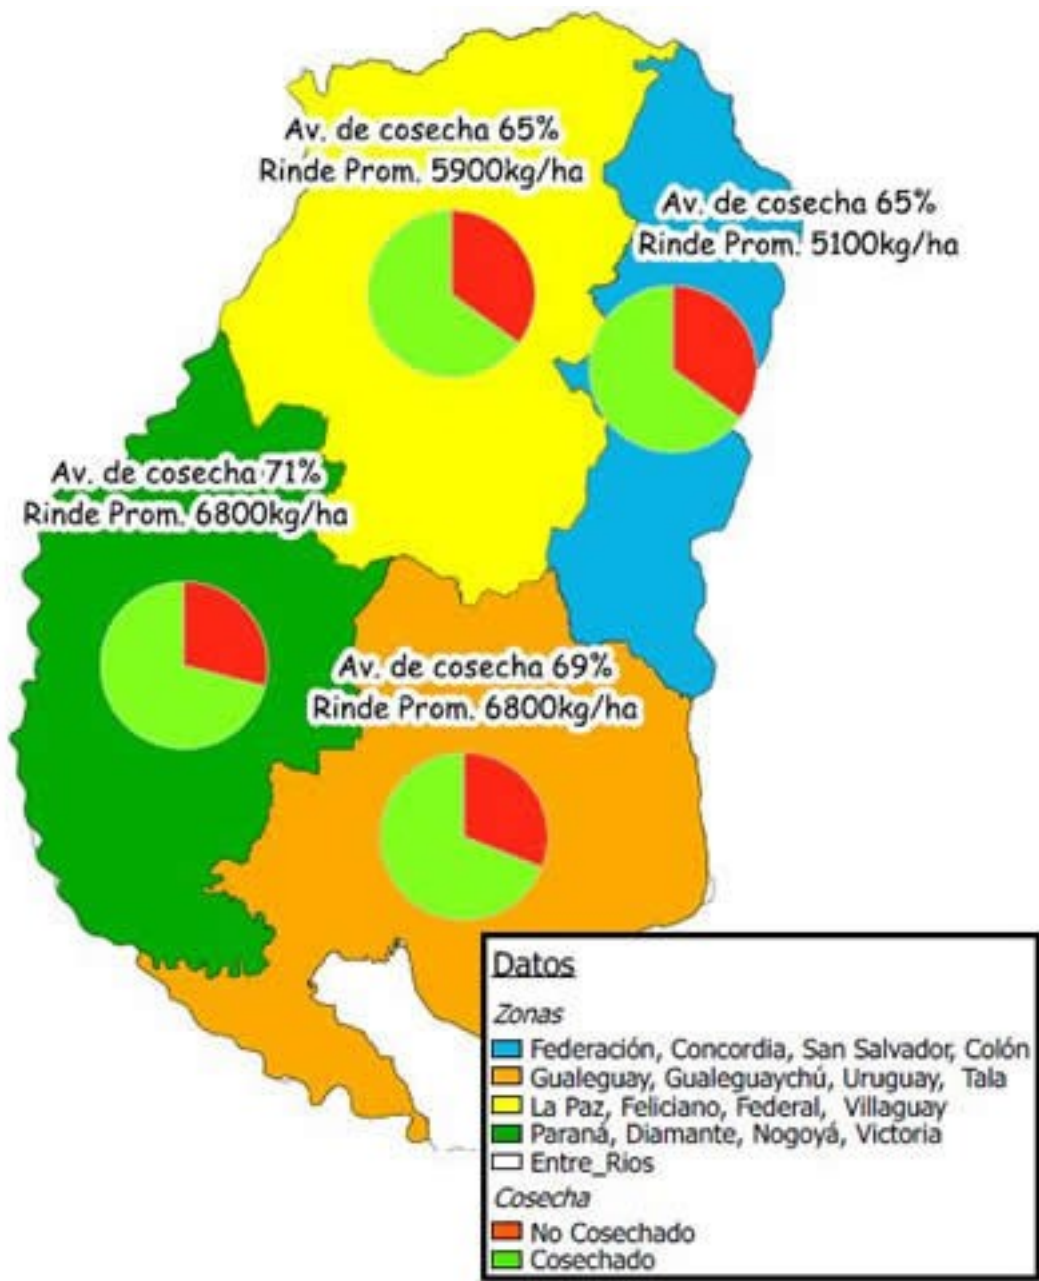 Av. de cosecha 65%
Rinde Prom. 5900kg/ha
Av. de cosecha 65%
Rinde Prom. 5100kg/ha
Av. de cosecha 71%
Rinde Prom. 6800kg/ha
Av. de cosecha 69%
Rinde Prom. 6800kg/ha
Datos
Zonas
Federación, Concordia, San Salvador, Colón
Gualeguay, Gualeguaychú, Uruguay, Tala
La Paz, Feliciano, Federal, Villaguay
Paraná, Diamante, Nogoyá, Victoria
Entre_Rios
Cosecha
No Cosechado
Cosechado